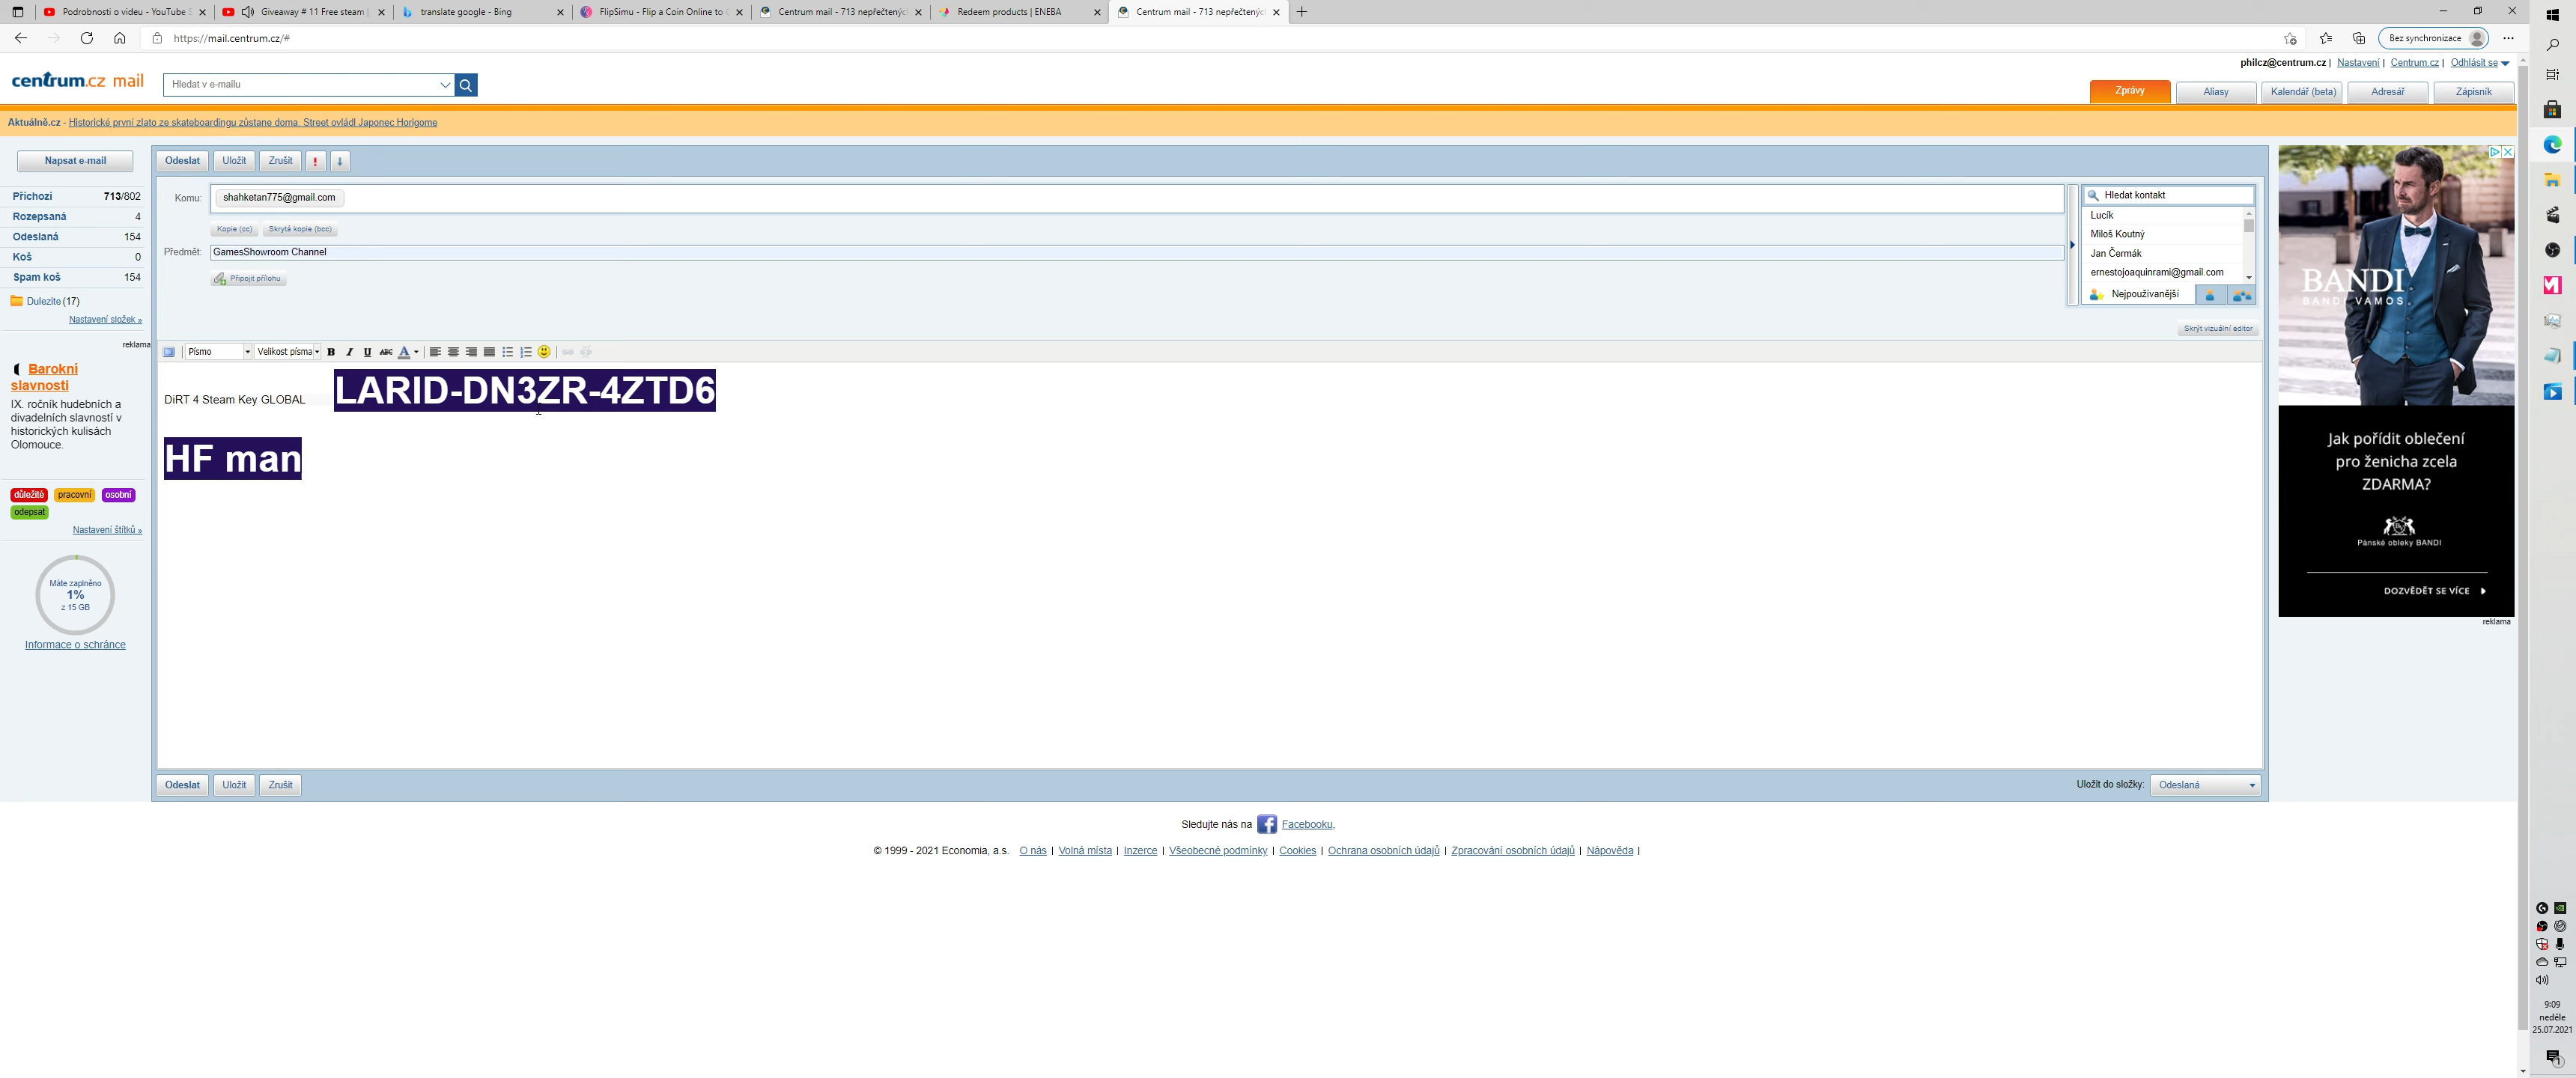 Podrobnosti o videu - YouTube S
Giveaway # 11 Free steam
translate google - Bing
FlipSimu - Flip a Coin Online to
Centrum mail - 713 nepřečtených
Redeem products | ENEBA
Centrum mail - 713 nepřečtených
https://mail.centrum.cz/#
Bez synchronizace
philcz@centrum.cz | Nastavení | Centrum.cz | Odhlásit se
centrum.cz mail
Hledat v e-mailu
Zprávy
Aliasy
Kalendář (beta)
Adresář
Zápisník
Aktuálně.cz - Historické první zlato ze skateboardingu zůstane doma. Street ovládl Japonec Horigome
Napsat e-mail
Příchozí 713/802
Rozepsaná 4
Odeslaná 154
Koš 0
Spam koš 154
Dulezite (17)
Nastavení složek »
reklama
Barokní
slavnosti
IX. ročník hudebních a
divadelních slavností v
historických kulisách
Olomouce.
důležité pracovní osobní
odepsat
Nastavení štítků »
Máte zaplněno
1%
z 15 GB
Informace o schránce
Odeslat Uložit Zrušit
Komu: shahketan775@gmail.com
Kopie (cc) Skrytá kopie (bcc)
Předmět: GamesShowroom Channel
Připojit přílohu
Hledat kontakt
Lucík
Miloš Koutný
Jan Čermák
ernestojoaquinrami@gmail.com
Nejpoužívanější
Skrýt vizuální editor
Písmo Velikost písma B I U ABC A
DiRT 4 Steam Key GLOBAL LARID-DN3ZR-4ZTD6
HF man
Odeslat Uložit Zrušit
Uložit do složky: Odeslaná
BANDI
BANDI VAMOS.
Jak pořídit oblečení
pro ženicha zcela
ZDARMA?
Pánské obleky BANDI
DOZVĚDĚT SE VÍCE
reklama
Sledujte nás na Facebooku.
© 1999 - 2021 Economia, a.s. O nás | Volná místa | Inzerce | Všeobecné podmínky | Cookies | Ochrana osobních údajů | Zpracování osobních údajů | Nápověda |
9:09
neděle
25.07.2021
1